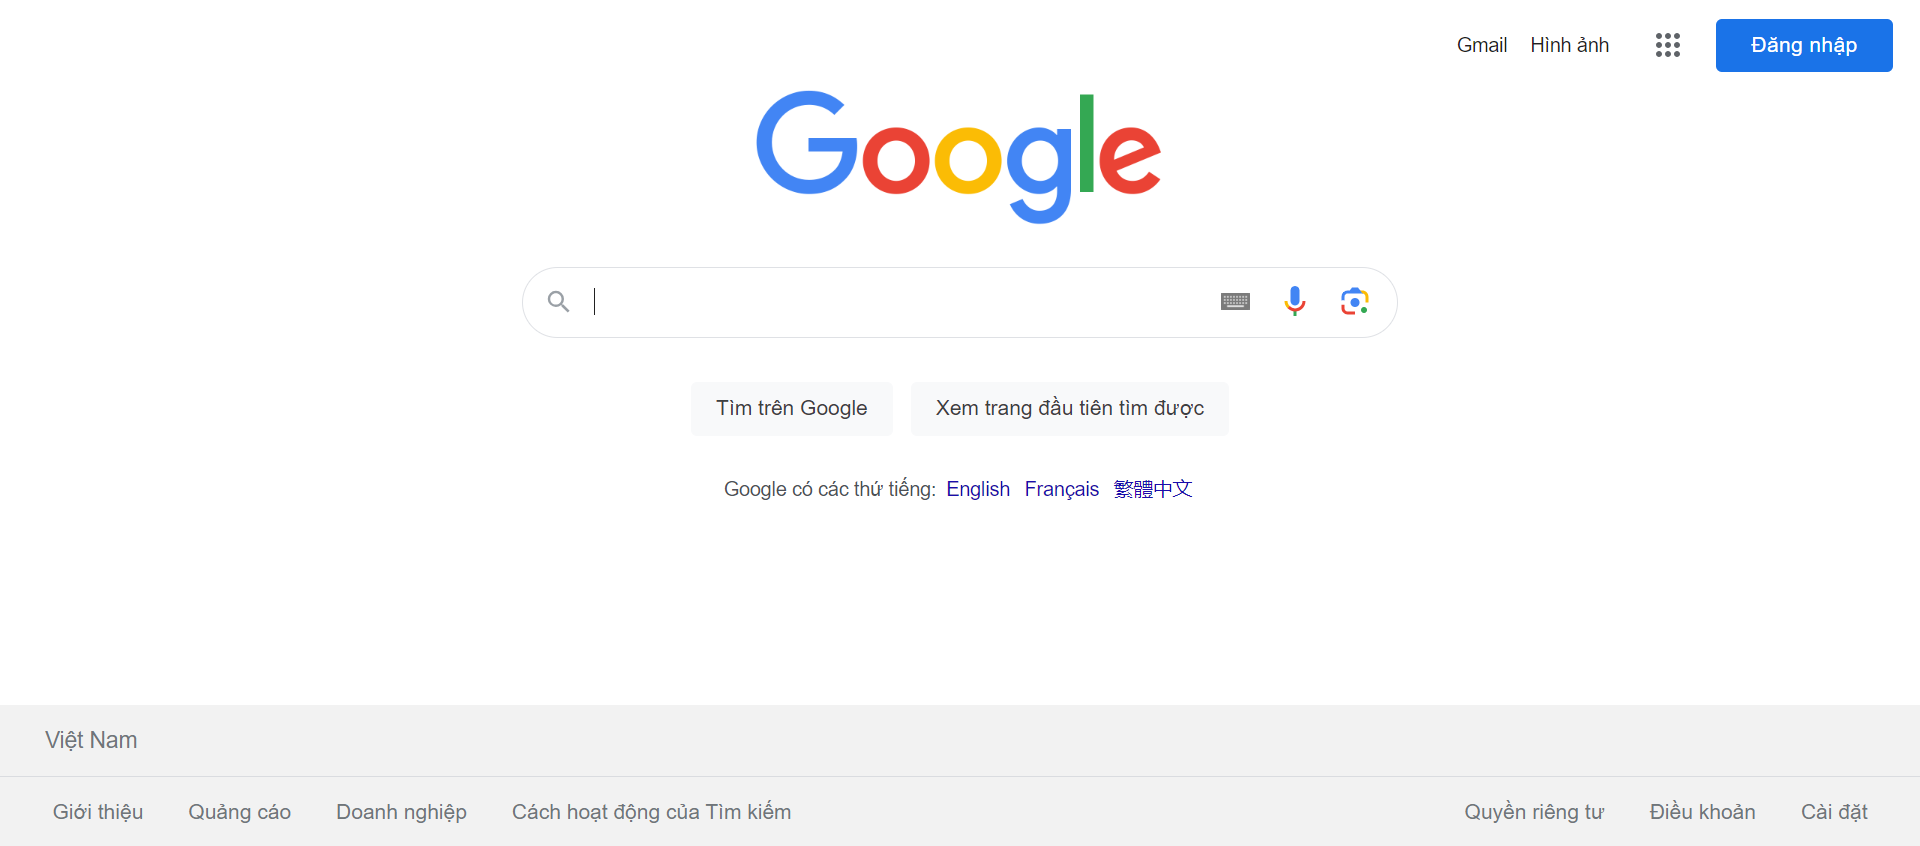 Gmail Hình ảnh Đăng nhập
Google
Tìm trên Google Xem trang đầu tiên tìm được
Google có các thứ tiếng: English Français 繁體中文
Việt Nam
Giới thiệu Quảng cáo Doanh nghiệp Cách hoạt động của Tìm kiếm Quyền riêng tư Điều khoản Cài đặt